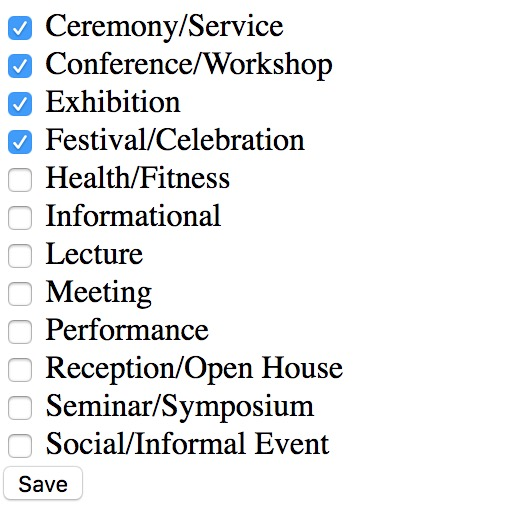 Ceremony/Service
Conference/Workshop
Exhibition
Festival/Celebration
Health/Fitness
Informational
Lecture
Meeting
Performance
Reception/Open House
Seminar/Symposium
Social/Informal Event
Save